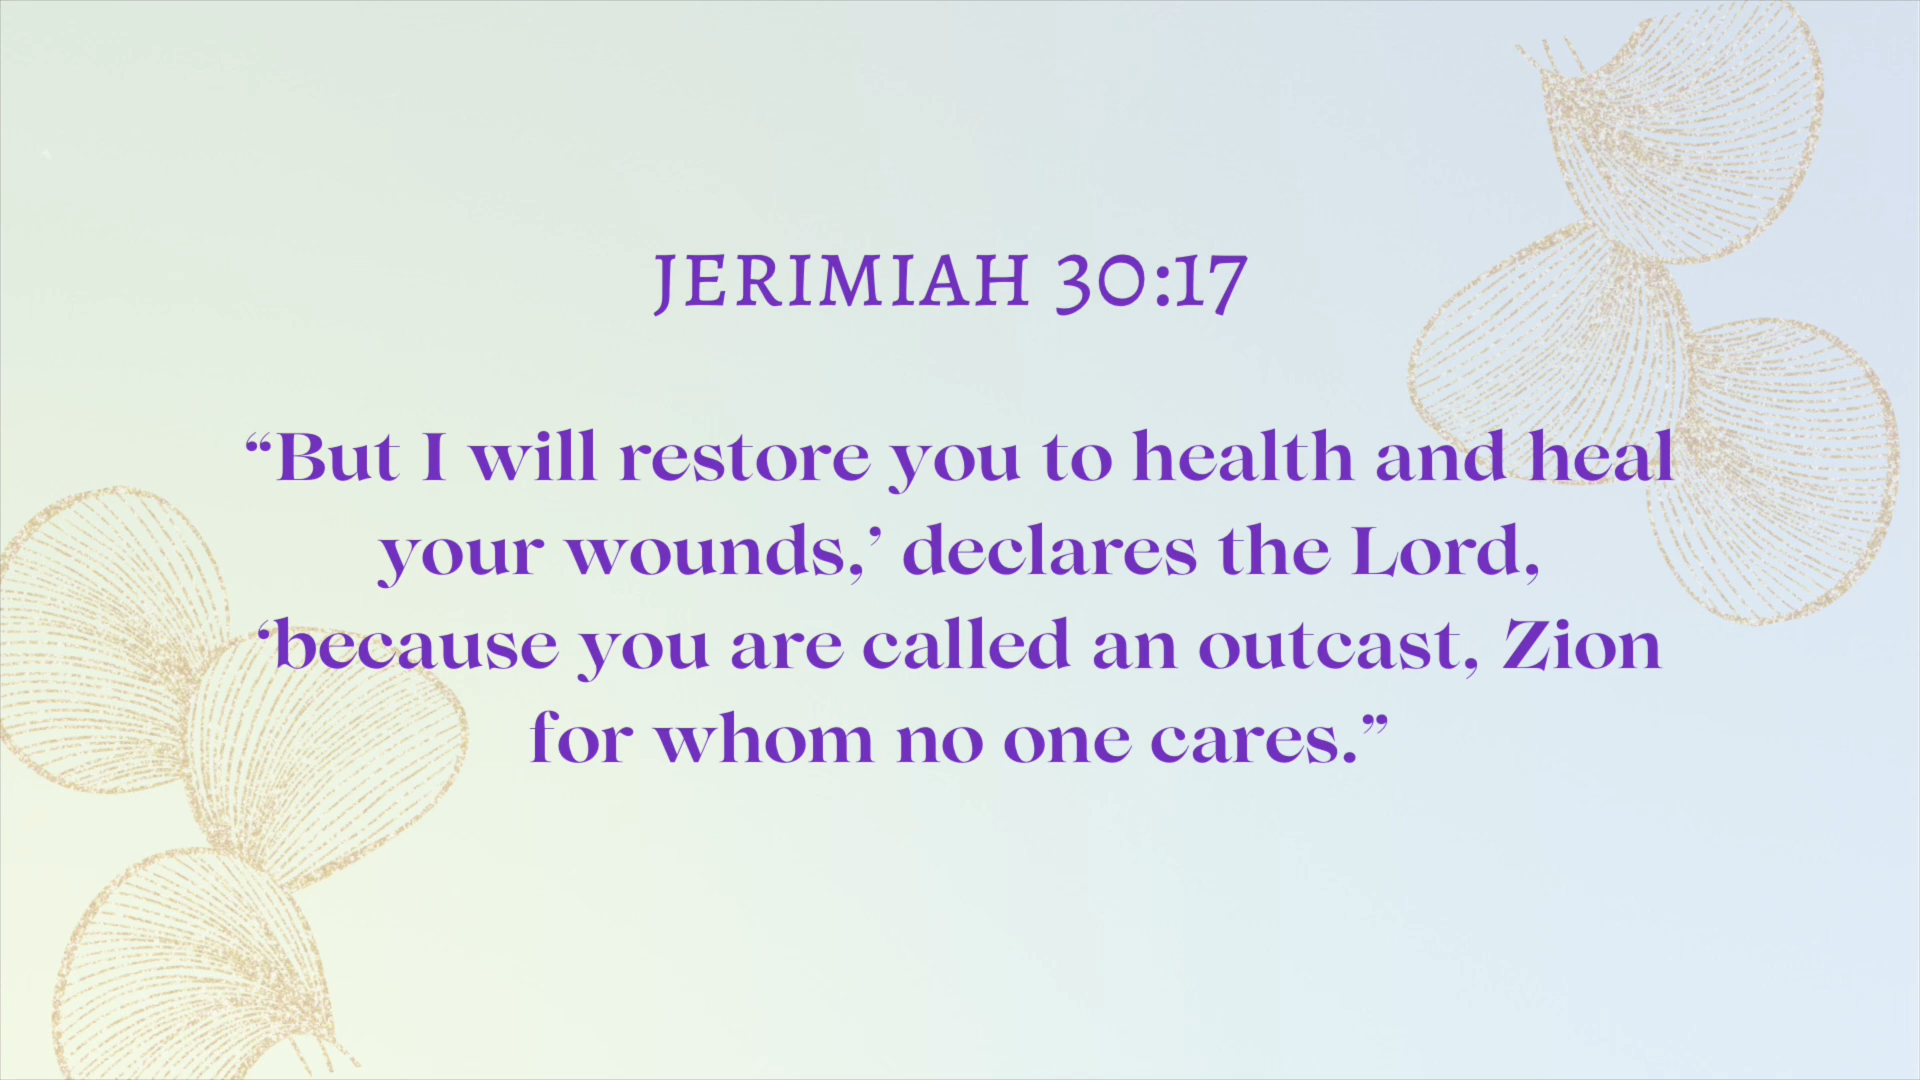 JERIMIAH 30:17
“But I will restore you to health and heal
your wounds,’ declares the Lord,
‘because you are called an outcast, Zion
for whom no one cares.”